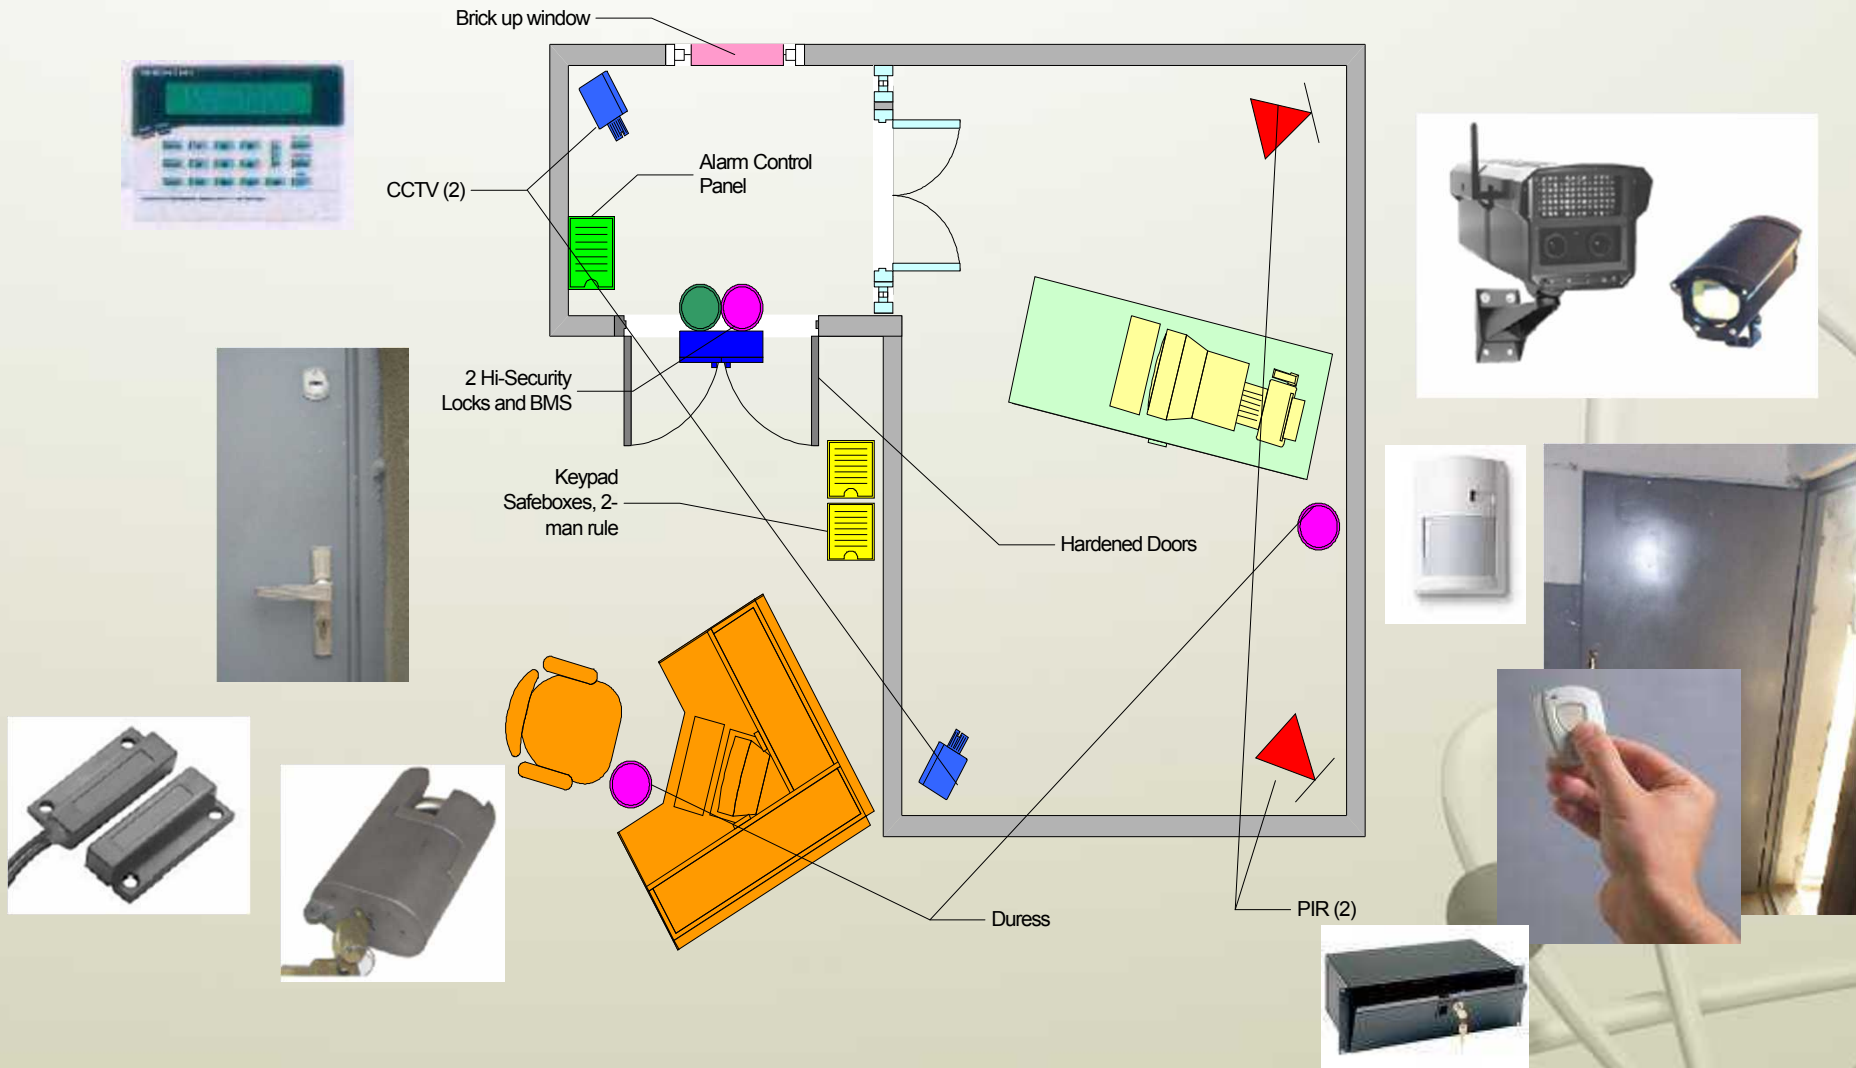 Brick up window
Alarm Control
Panel
CCTV (2)
2 Hi-Security
Locks and BMS
Keypad
Safeboxes, 2-
man rule
Hardened Doors
Duress
PIR (2)